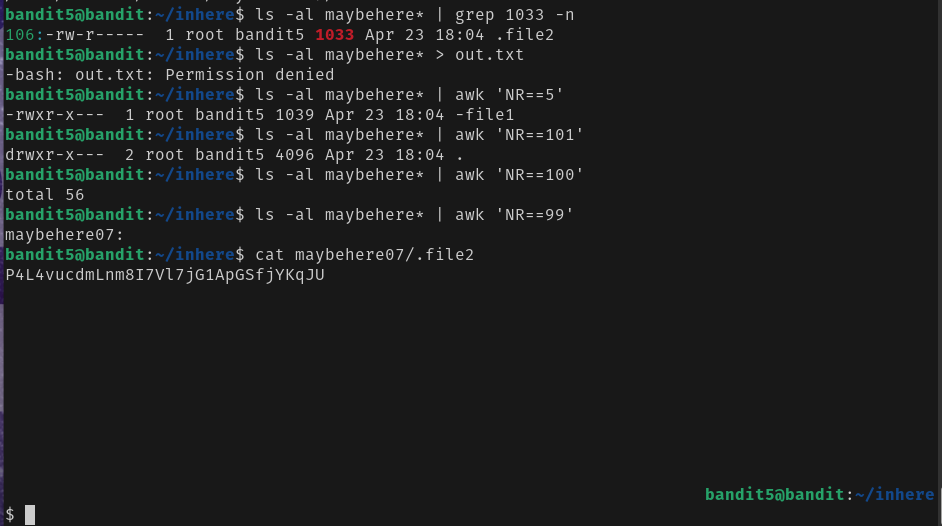 bandit5@bandit:~/inhere$ ls -al maybehere* | grep 1033 -n
106:-rw-r-----  1 root bandit5 1033 Apr 23 18:04 .file2
bandit5@bandit:~/inhere$ ls -al maybehere* > out.txt
-bash: out.txt: Permission denied
bandit5@bandit:~/inhere$ ls -al maybehere* | awk 'NR==5'
-rwxr-x---  1 root bandit5 1039 Apr 23 18:04 -file1
bandit5@bandit:~/inhere$ ls -al maybehere* | awk 'NR==101'
drwxr-x---  2 root bandit5 4096 Apr 23 18:04 .
bandit5@bandit:~/inhere$ ls -al maybehere* | awk 'NR==100'
total 56
bandit5@bandit:~/inhere$ ls -al maybehere* | awk 'NR==99'
maybehere07:
bandit5@bandit:~/inhere$ cat maybehere07/.file2
P4L4vucdmLnm8I7Vl7jG1ApGSfjYKqJU
bandit5@bandit:~/inhere
$